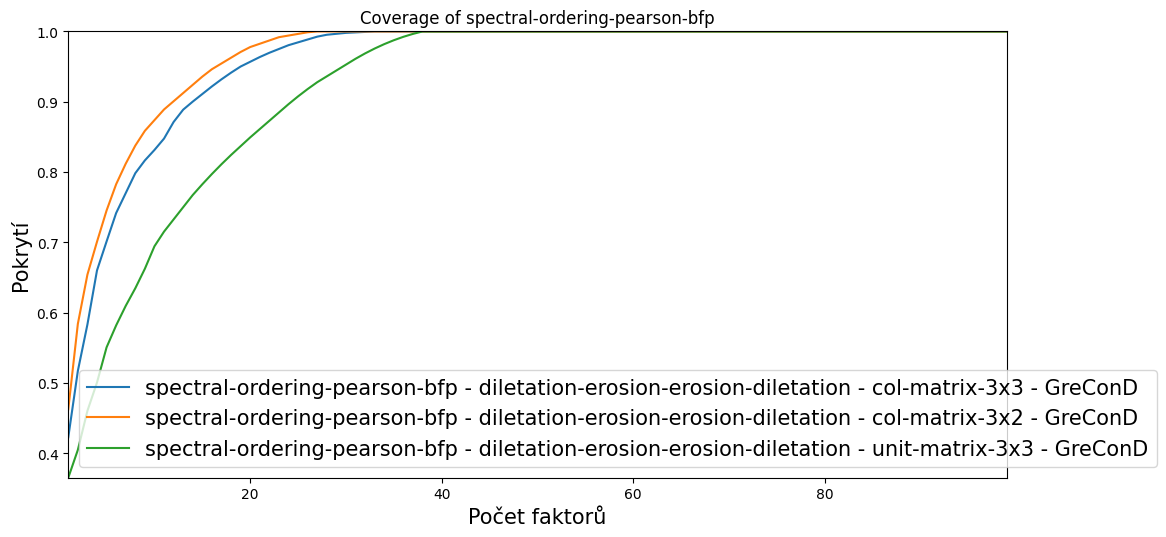 Coverage of spectral-ordering-pearson-bfp
1.0
0.9
0.8
0.7
0.6
0.5
0.4
Pokrytí
spectral-ordering-pearson-bfp - diletation-erosion-erosion-diletation - col-matrix-3x3 - GreConD
spectral-ordering-pearson-bfp - diletation-erosion-erosion-diletation - col-matrix-3x2 - GreConD
spectral-ordering-pearson-bfp - diletation-erosion-erosion-diletation - unit-matrix-3x3 - GreConD
20 40 60 80
Počet faktorů